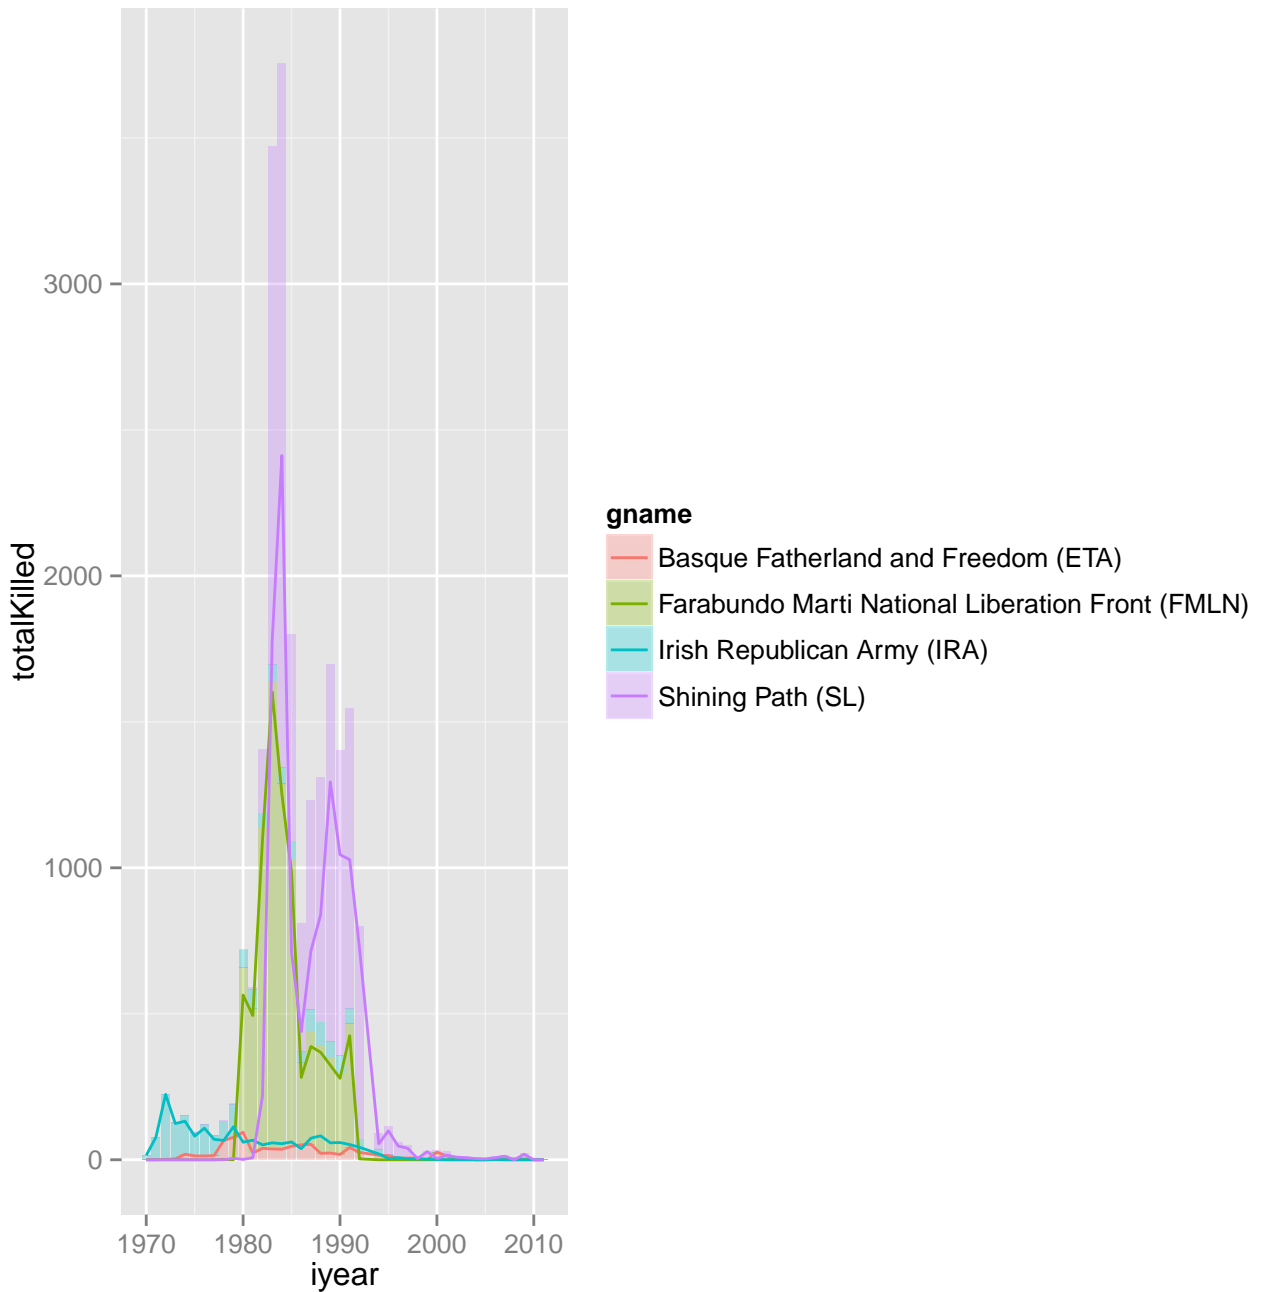 totalKilled
3000
2000
1000
0
1970 1980 1990 2000 2010
iyear
gname
Basque Fatherland and Freedom (ETA)
Farabundo Marti National Liberation Front (FMLN)
Irish Republican Army (IRA)
Shining Path (SL)